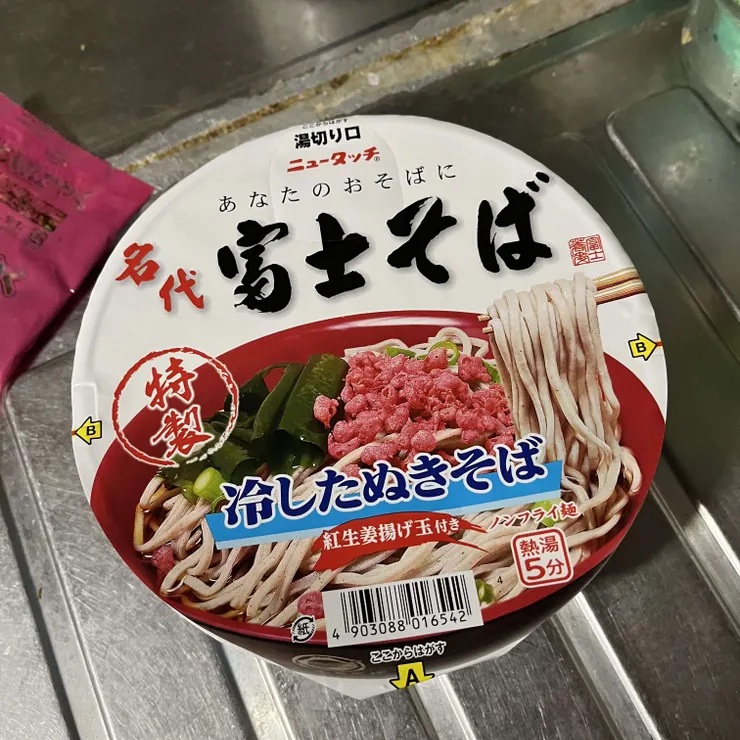 ここからはがす
湯切り口
ニュータッチ®
あなたのおそばに
名代
富士そば
特製
B
B
冷したぬきそば
紅生姜揚げ玉付き
ノンフライ麺
熱湯
5分
4
紙
4 903088 016542
ここからはがす
A